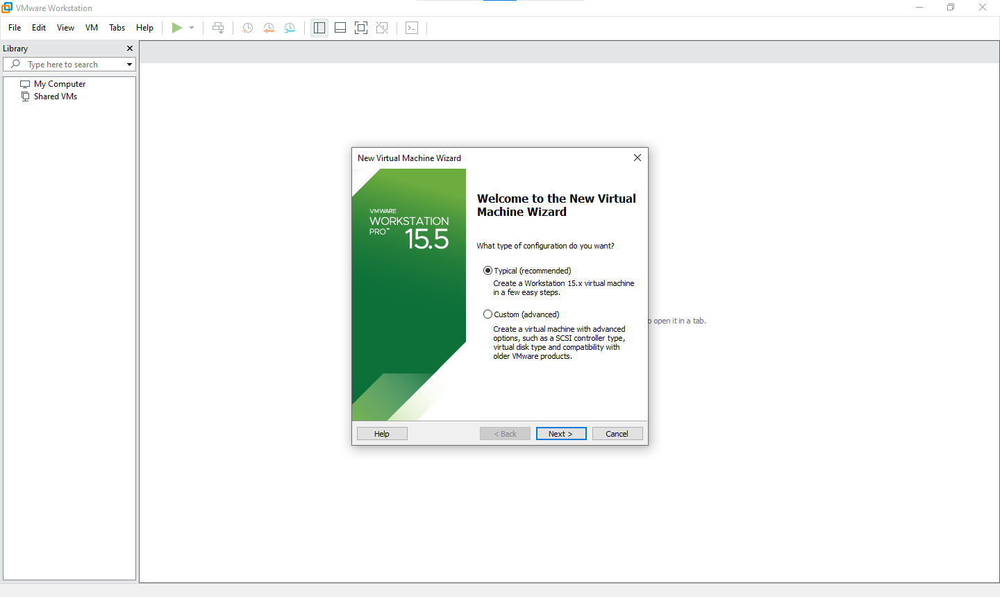 VMware Workstation
File Edit View VM Tabs Help
Library
Type here to search
My Computer
Shared VMs
New Virtual Machine Wizard
VMWARE
WORKSTATION
PRO™ 15.5
Welcome to the New Virtual
Machine Wizard
What type of configuration do you want?
Typical (recommended)
Create a Workstation 15.x virtual machine
in a few easy steps.
Custom (advanced)
Create a virtual machine with advanced
options, such as a SCSI controller type,
virtual disk type and compatibility with
older VMware products.
open it in a tab.
Help < Back Next > Cancel